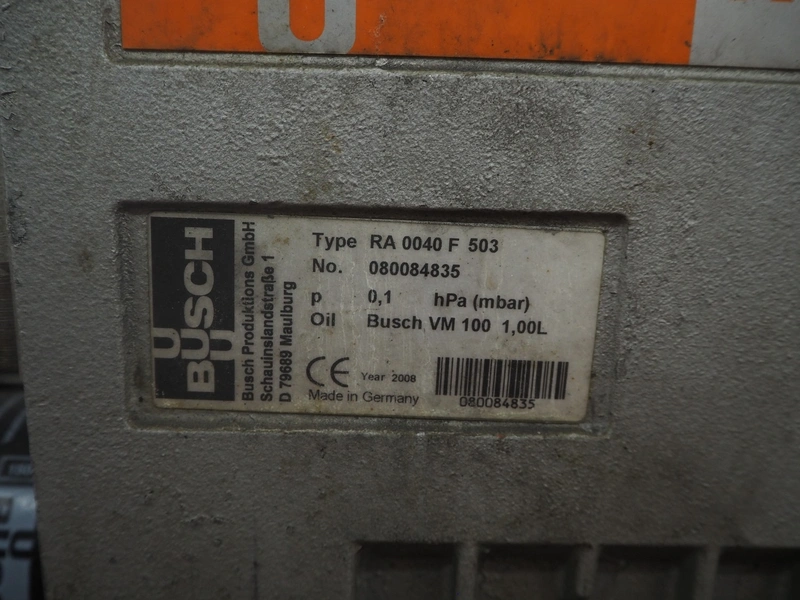 BUSCH
Busch Produktions GmbH
Schauinslandstraße 1
D 79689 Maulburg
Type RA 0040 F 503
No. 080084835
p 0,1 hPa (mbar)
Oil Busch VM 100 1,00L
CE Year 2008
Made in Germany
080084835